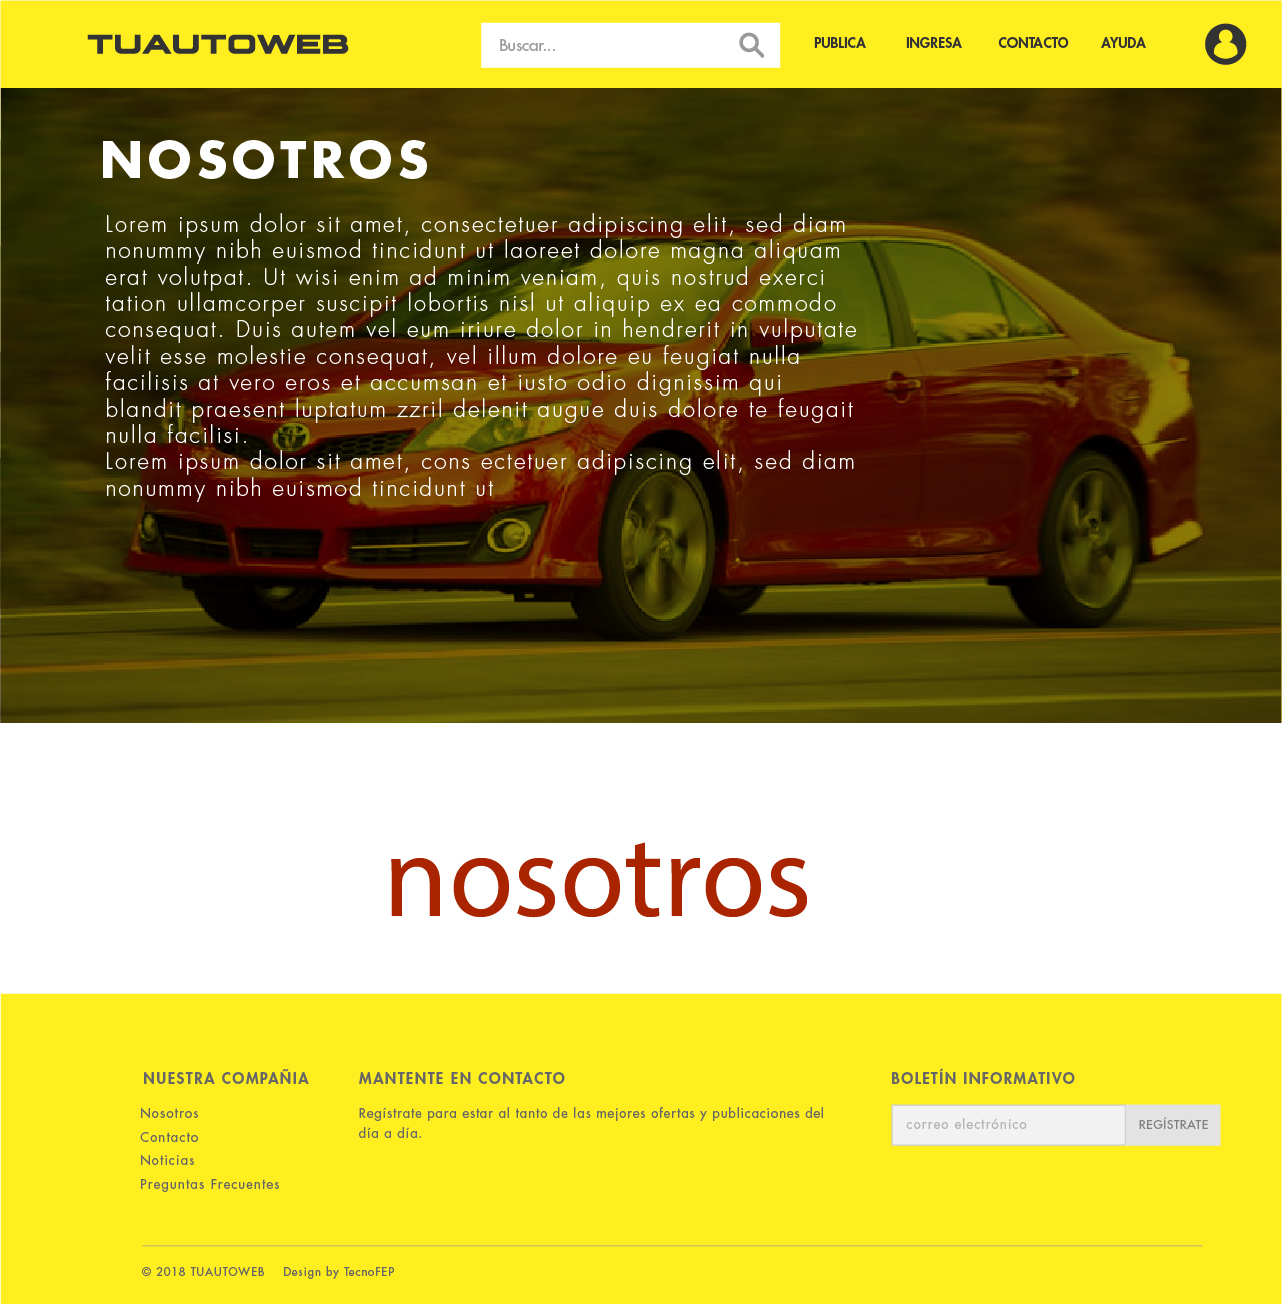 TUAUTOWEB
Buscar...
PUBLICA INGRESA CONTACTO AYUDA
NOSOTROS
Lorem ipsum dolor sit amet, consectetuer adipiscing elit, sed diam
nonummy nibh euismod tincidunt ut laoreet dolore magna aliquam
erat volutpat. Ut wisi enim ad minim veniam, quis nostrud exerci
tation ullamcorper suscipit lobortis nisl ut aliquip ex ea commodo
consequat. Duis autem vel eum iriure dolor in hendrerit in vulputate
velit esse molestie consequat, vel illum dolore eu feugiat nulla
facilisis at vero eros et accumsan et iusto odio dignissim qui
blandit praesent luptatum zzril delenit augue duis dolore te feugait
nulla facilisi.
Lorem ipsum dolor sit amet, cons ectetuer adipiscing elit, sed diam
nonummy nibh euismod tincidunt ut
nosotros
NUESTRA COMPAÑIA
Nosotros
Contacto
Noticias
Preguntas Frecuentes
MANTENTE EN CONTACTO
Regístrate para estar al tanto de las mejores ofertas y publicaciones del
día a día.
BOLETÍN INFORMATIVO
correo electrónico
REGÍSTRATE
© 2018 TUAUTOWEB Design by TecnoFEP